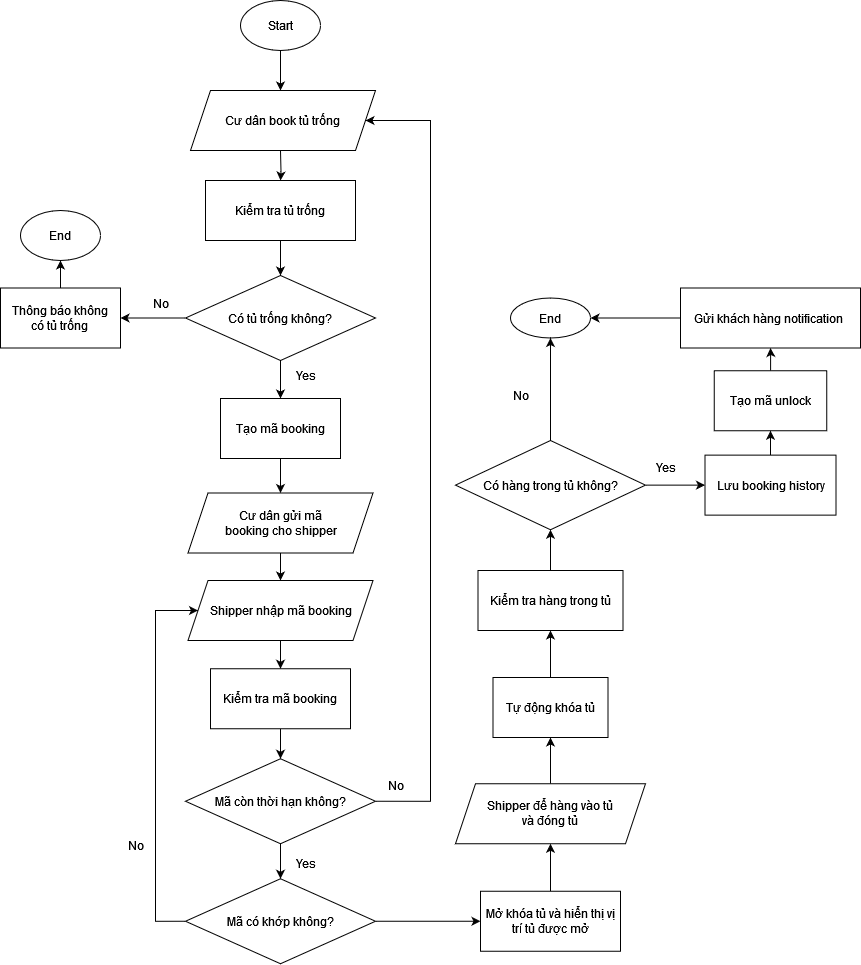 Start
Cư dân book tủ trống
Kiểm tra tủ trống
Có tủ trống không?
No
Thông báo không
có tủ trống
End
Yes
Tạo mã booking
Cư dân gửi mã
booking cho shipper
Shipper nhập mã booking
Kiểm tra mã booking
Mã còn thời hạn không?
No
Yes
Mã có khớp không?
No
Mở khóa tủ và hiển thị vị
trí tủ được mở
Shipper để hàng vào tủ
và đóng tủ
Tự động khóa tủ
Kiểm tra hàng trong tủ
Có hàng trong tủ không?
No
End
Yes
Lưu booking history
Tạo mã unlock
Gửi khách hàng notification